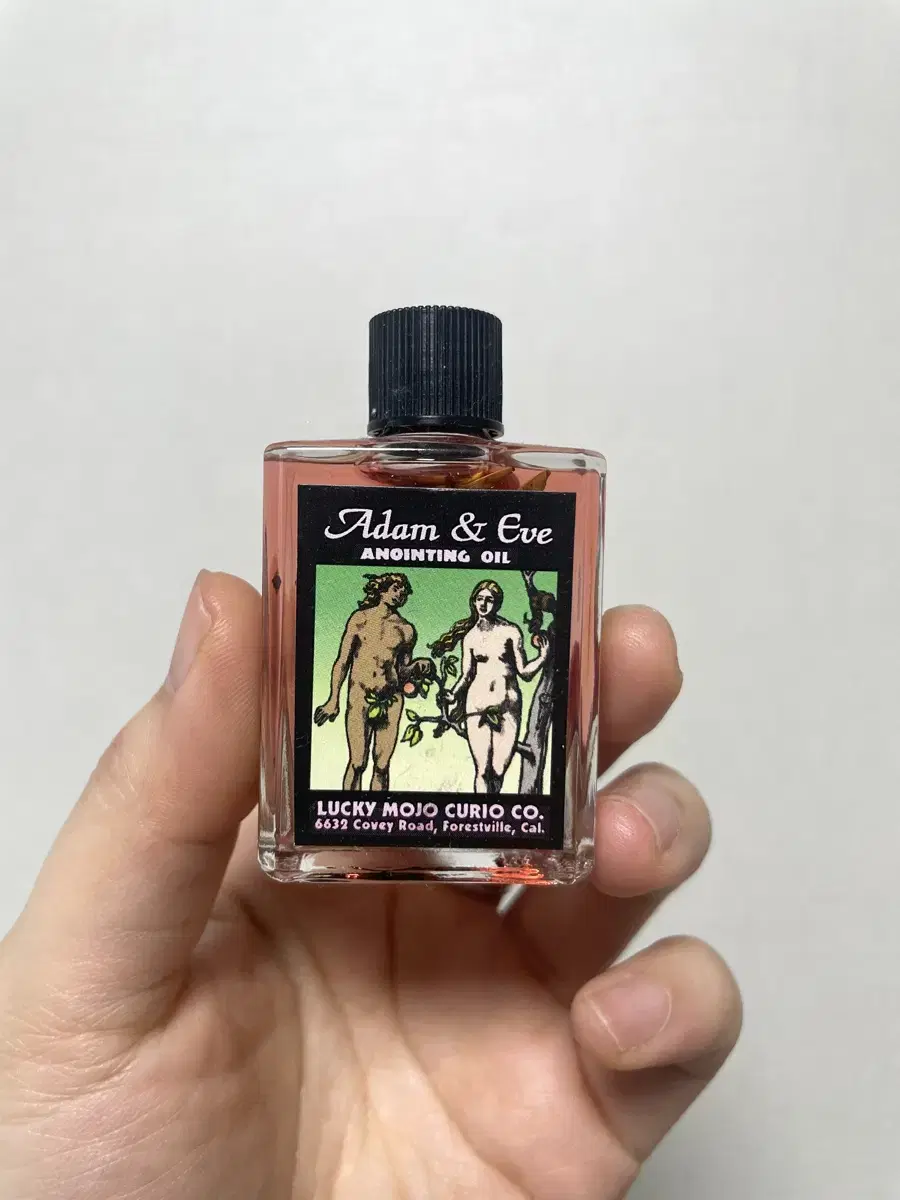 Adam & Eve
ANOINTING OIL
LUCKY MOJO CURIO CO.
6632 Covey Road, Forestville, Cal.